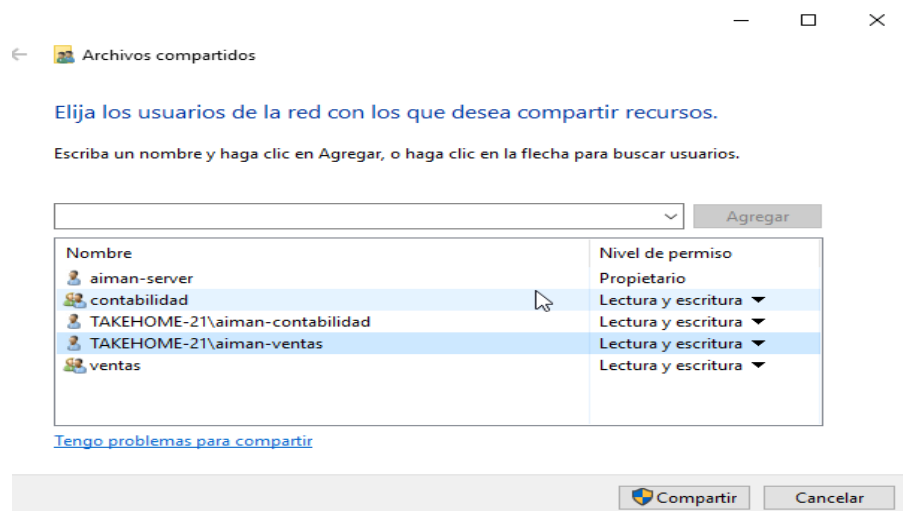 Archivos compartidos
Elija los usuarios de la red con los que desea compartir recursos.
Escriba un nombre y haga clic en Agregar, o haga clic en la flecha para buscar usuarios.
Agregar
Nombre Nivel de permiso
aiman-server Propietario
contabilidad Lectura y escritura
TAKEHOME-21\aiman-contabilidad Lectura y escritura
TAKEHOME-21\aiman-ventas Lectura y escritura
ventas Lectura y escritura
Tengo problemas para compartir
Compartir Cancelar